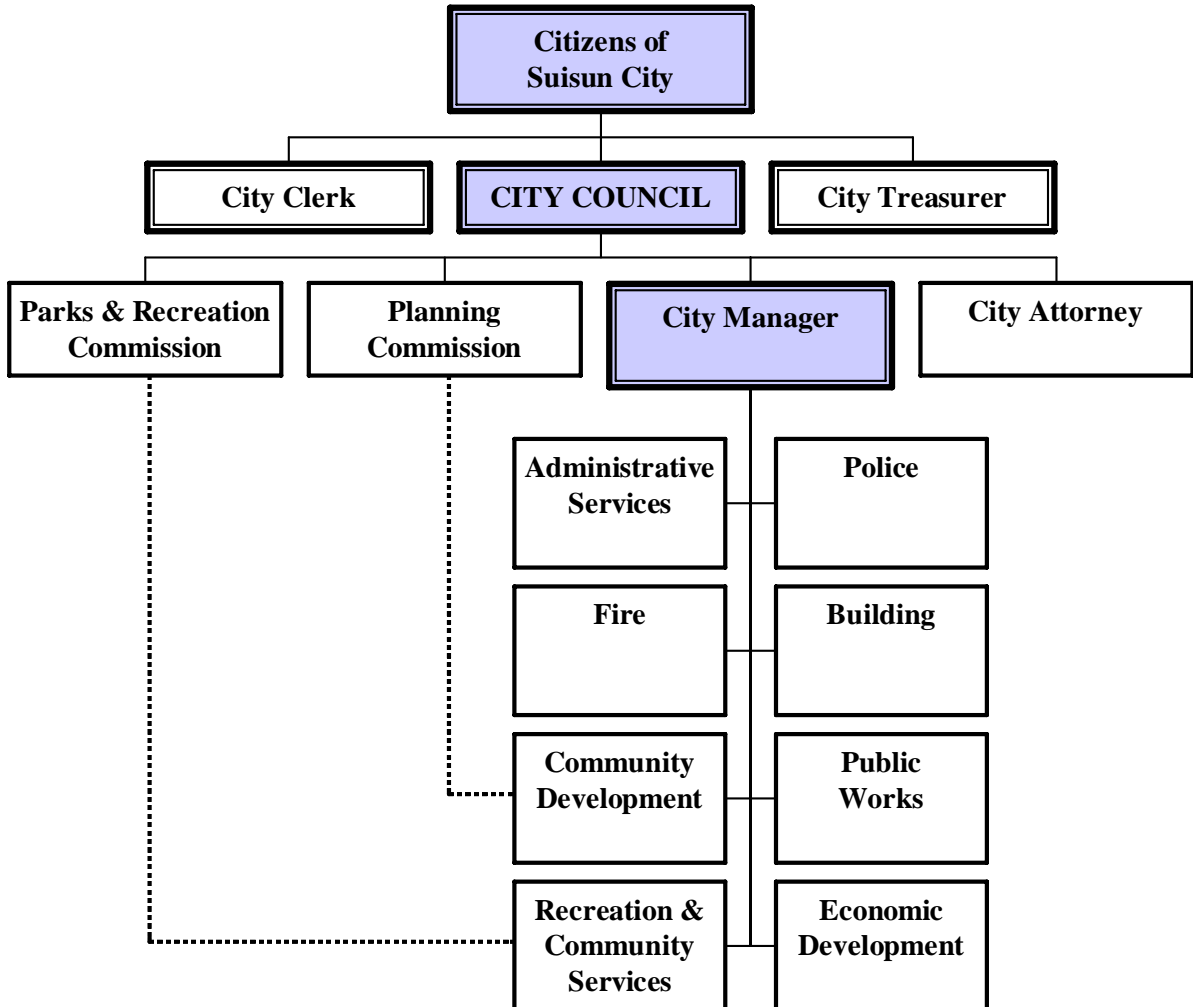 Citizens of
Suisun City
City Clerk
CITY COUNCIL
City Treasurer
Parks & Recreation
Commission
Planning
Commission
City Manager
City Attorney
Administrative
Services
Police
Fire
Building
Community
Development
Public
Works
Recreation &
Community
Services
Economic
Development